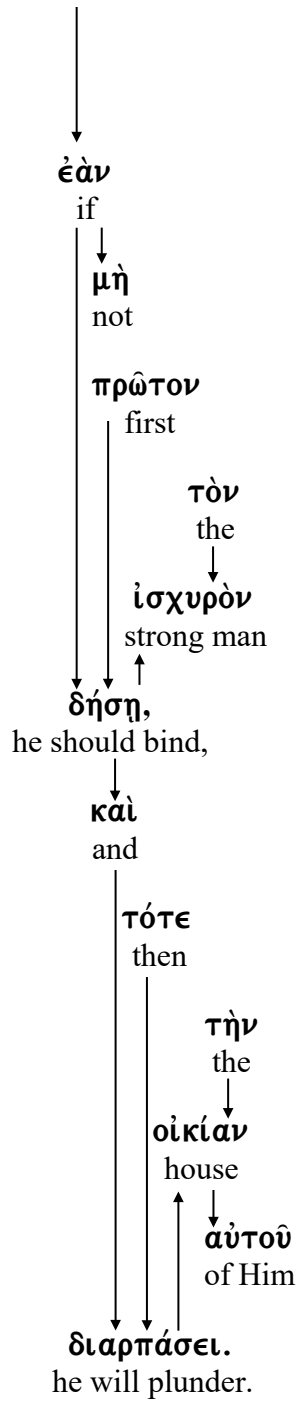 ἐὰν
if
μὴ
not
πρῶτον
first
τὸν
the
ἰσχυρὸν
strong man
δήσῃ,
he should bind,
καὶ
and
τότε
then
τὴν
the
οἰκίαν
house
αὐτοῦ
of Him
διαρπάσει.
he will plunder.